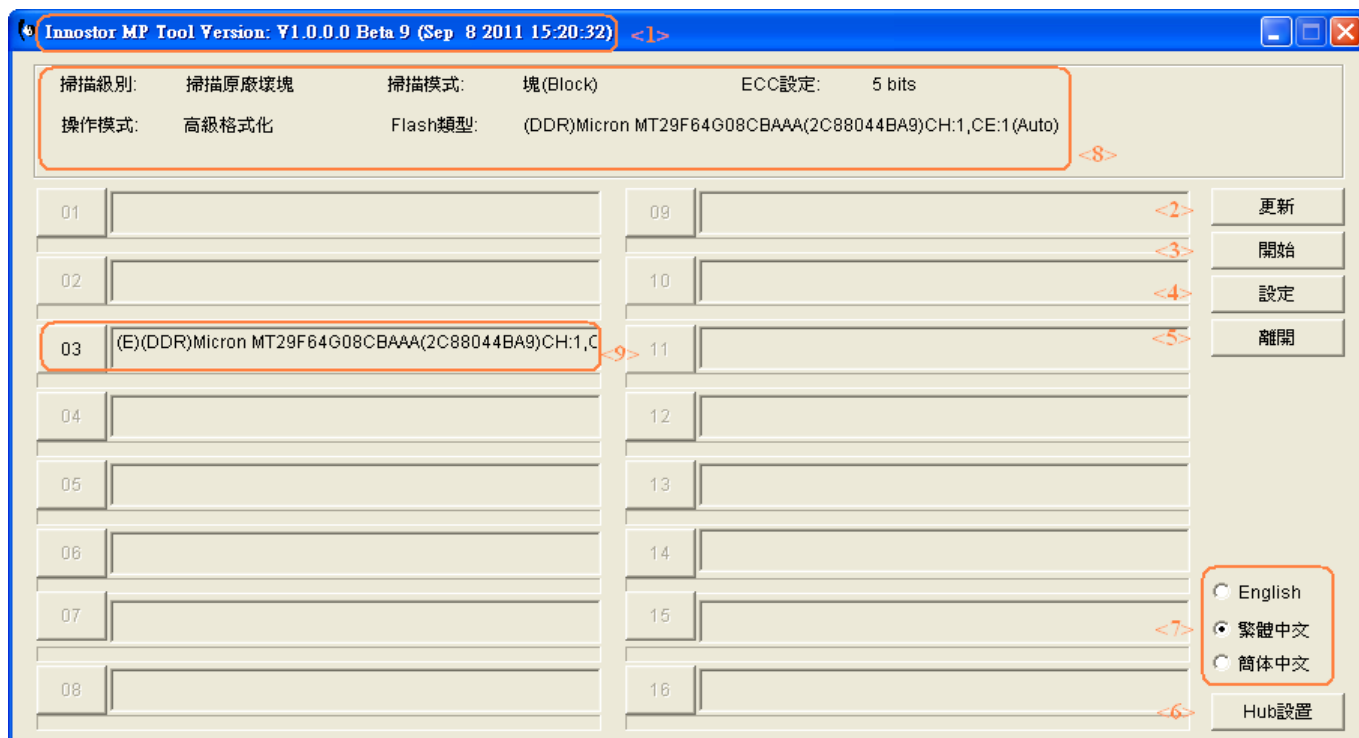 Innostor MP Tool Version: V1.0.0.0 Beta 9 (Sep 8 2011 15:20:32) <1>
掃描級別: 掃描原廠壞塊 掃描模式: 塊(Block) ECC設定: 5 bits
操作模式: 高級格式化 Flash類型: (DDR)Micron MT29F64G08CBAAA(2C88044BA9)CH:1,CE:1(Auto)
<8>
01 09 <2> 更新
<3> 開始
02 10 <4> 設定
03 (E)(DDR)Micron MT29F64G08CBAAA(2C88044BA9)CH:1,C <9> 11 <5> 離開
04 12
05 13
06 14
English
07 15 <7> 繁體中文
簡体中文
08 16
<6> Hub設置